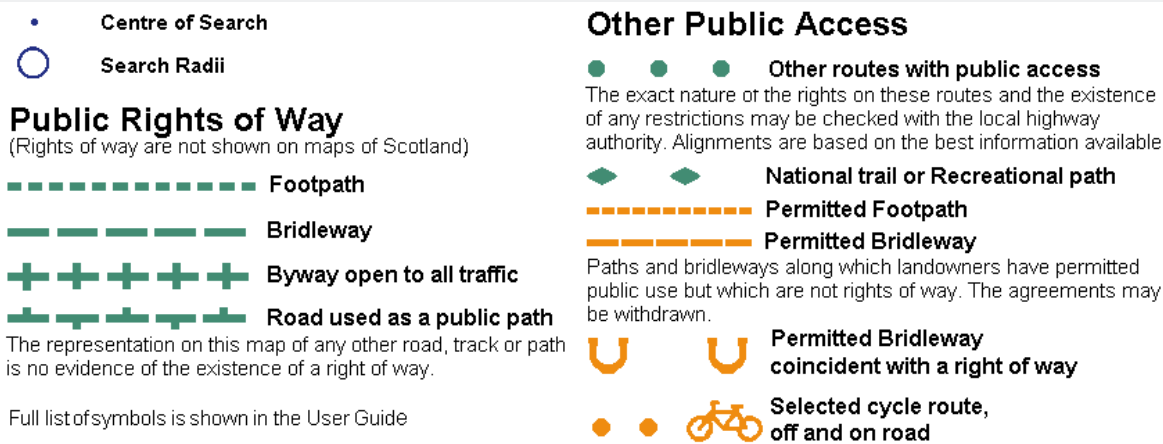 Centre of Search
Search Radii
Public Rights of Way
(Rights of way are not shown on maps of Scotland)
Footpath
Bridleway
Byway open to all traffic
Road used as a public path
The representation on this map of any other road, track or path
is no evidence of the existence of a right of way.
Full list of symbols is shown in the User Guide
Other Public Access
Other routes with public access
The exact nature of the rights on these routes and the existence
of any restrictions may be checked with the local highway
authority. Alignments are based on the best information available
National trail or Recreational path
Permitted Footpath
Permitted Bridleway
Paths and bridleways along which landowners have permitted
public use but which are not rights of way. The agreements may
be withdrawn.
Permitted Bridleway
coincident with a right of way
Selected cycle route,
off and on road